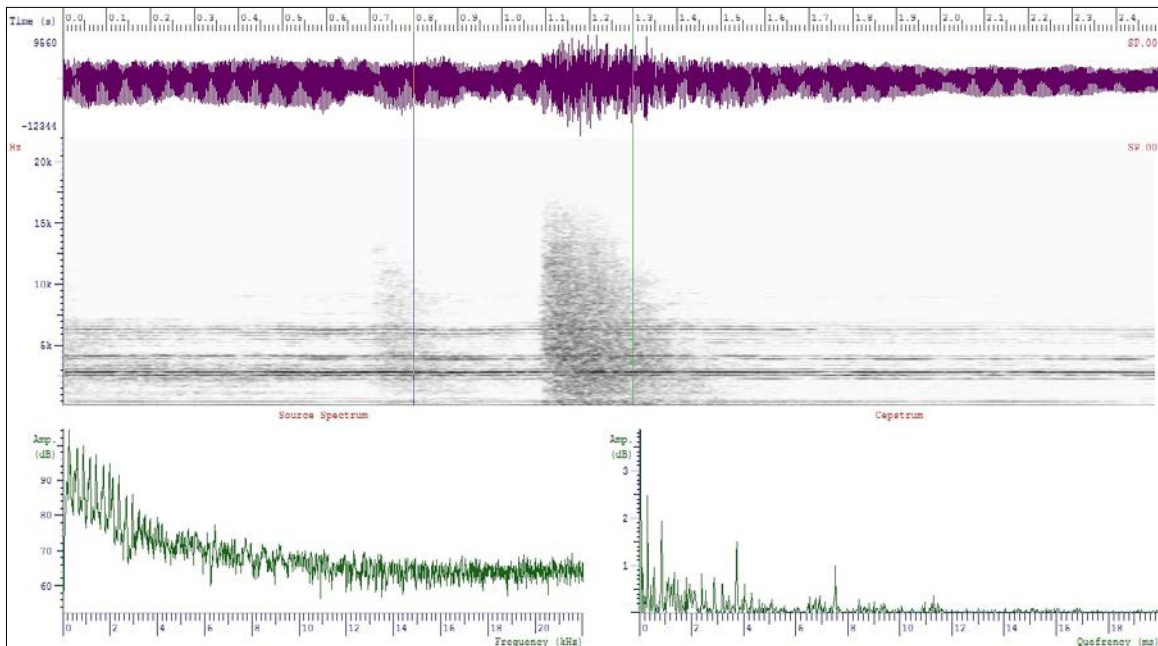 Time (s) 0.0 0.1 0.2 0.3 0.4 0.5 0.6 0.7 0.8 0.9 1.0 1.1 1.2 1.3 1.4 1.5 1.6 1.7 1.8 1.9 2.0 2.1 2.2 2.3 2.4
9560 SP.00
-12344
Hz SP.00
20k
15k
10k
5k
Source Spectrum Cepstrum
Amp. Amp.
(dB) (dB)
90 3
80 2
70 1
60
0 2 4 6 8 10 12 14 16 18 20 0 2 4 6 8 10 12 14 16 18
Frequency (kHz) Quefrency (ms)